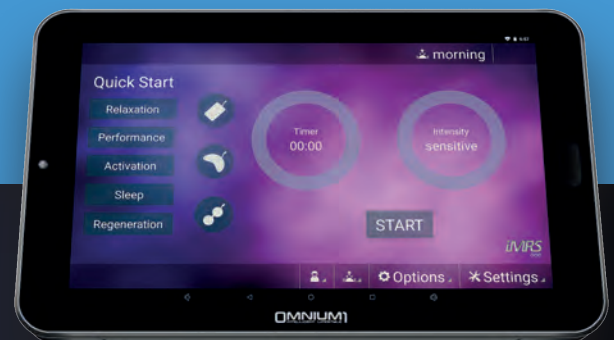 morning
Quick Start
Relaxation
Performance
Activation
Sleep
Regeneration
Timer
00:00
Intensity
sensitive
START
iMRS
Options
Settings
OMNIUM1